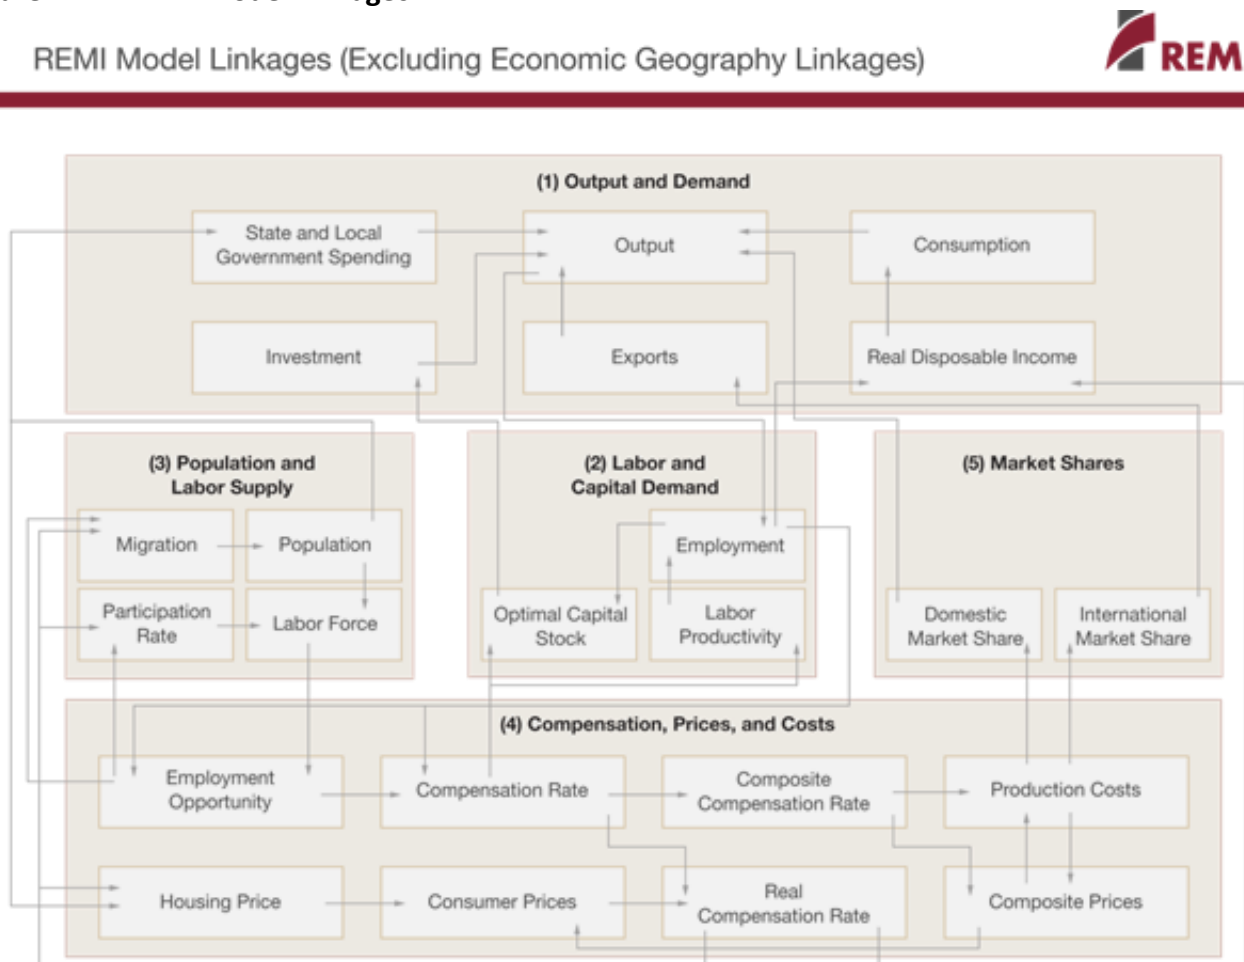 REMI Model Linkages (Excluding Economic Geography Linkages)
REM
(1) Output and Demand
State and Local
Government Spending
Output
Consumption
Investment
Exports
Real Disposable Income
(3) Population and
Labor Supply
Migration
Population
Participation
Rate
Labor Force
(2) Labor and
Capital Demand
Employment
Optimal Capital
Stock
Labor
Productivity
(5) Market Shares
Domestic
Market Share
International
Market Share
(4) Compensation, Prices, and Costs
Employment
Opportunity
Compensation Rate
Composite
Compensation Rate
Production Costs
Housing Price
Consumer Prices
Real
Compensation Rate
Composite Prices